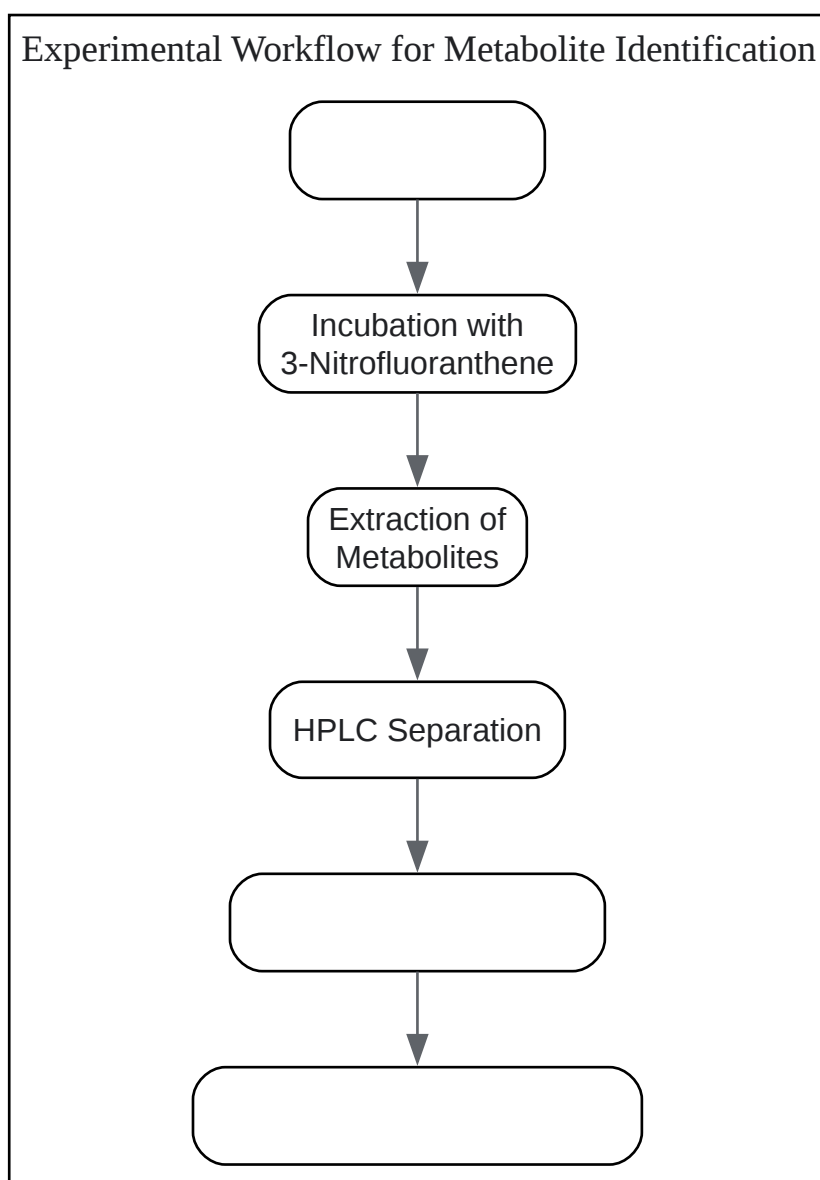 Experimental Workflow for Metabolite Identification
Incubation with
3-Nitrofluoranthene
Extraction of
Metabolites
HPLC Separation